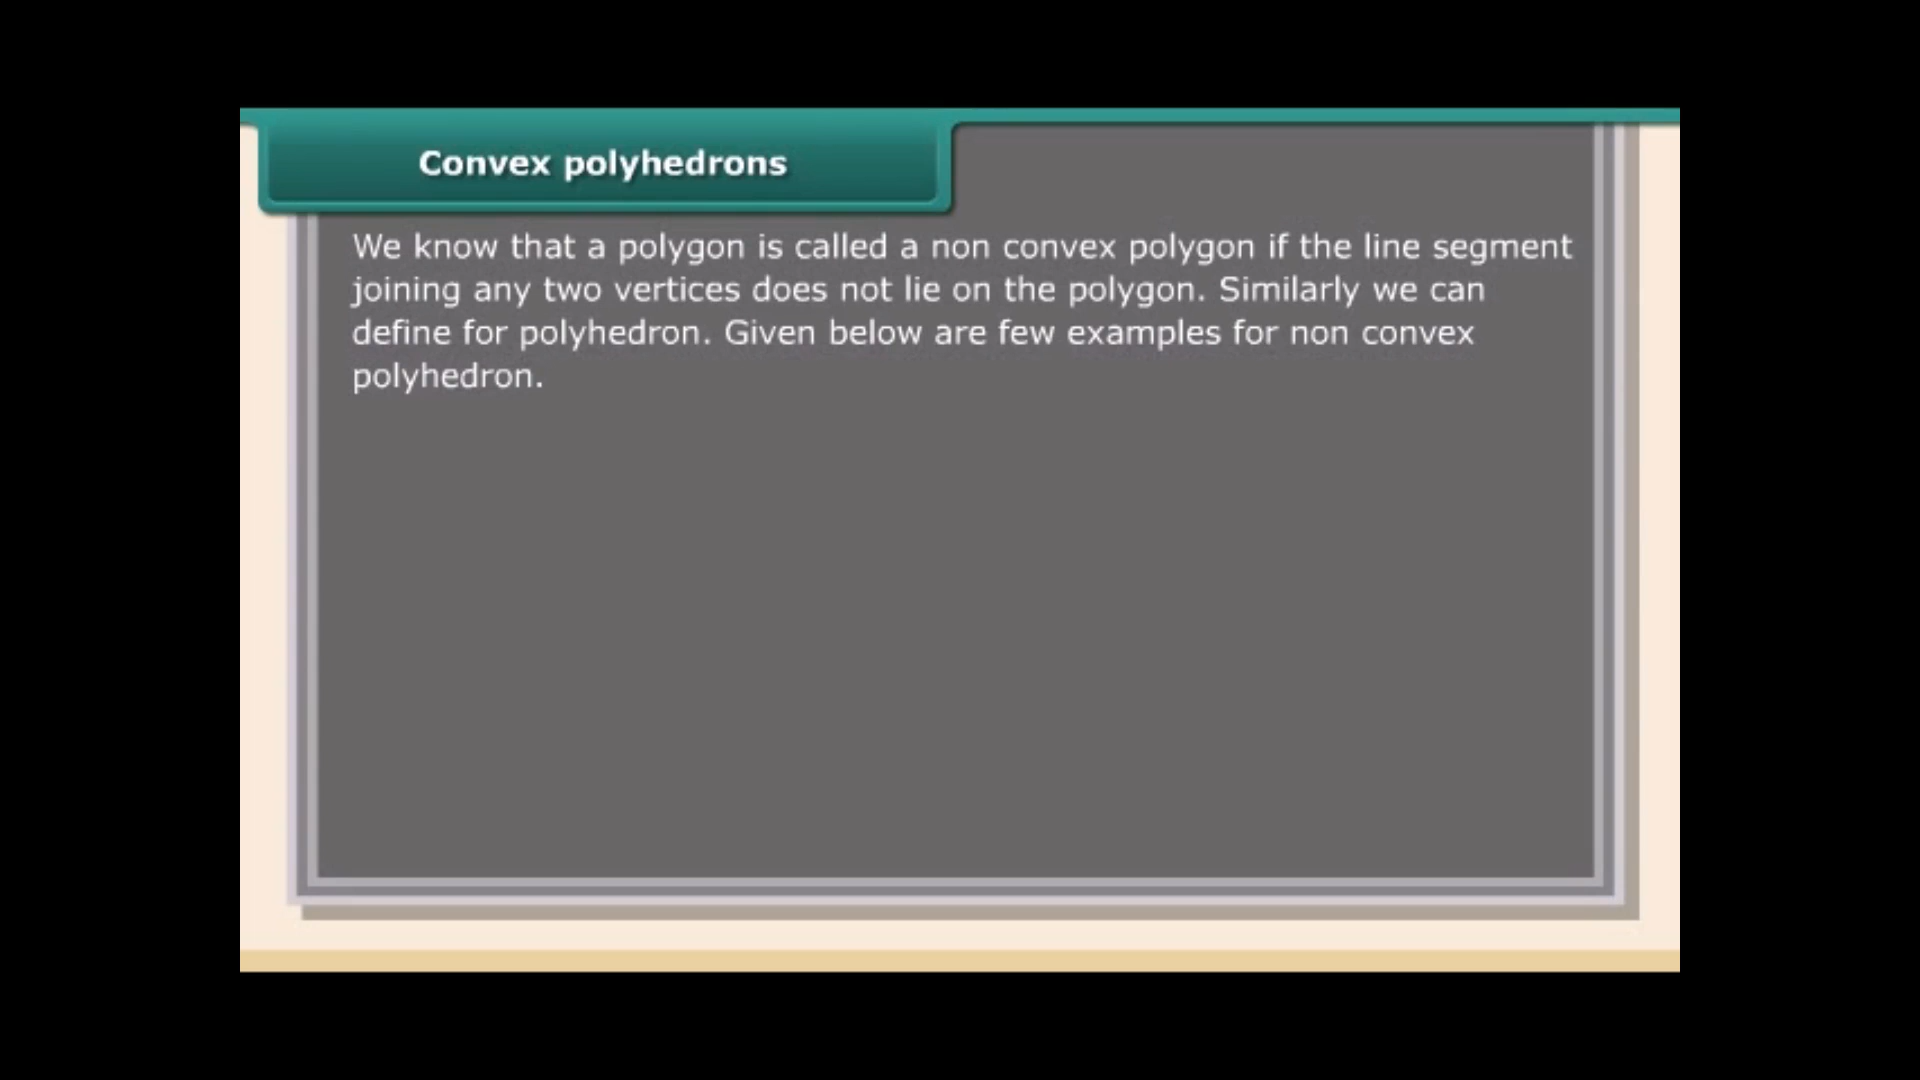 Convex polyhedrons
We know that a polygon is called a non convex polygon if the line segment
joining any two vertices does not lie on the polygon. Similarly we can
define for polyhedron. Given below are few examples for non convex
polyhedron.